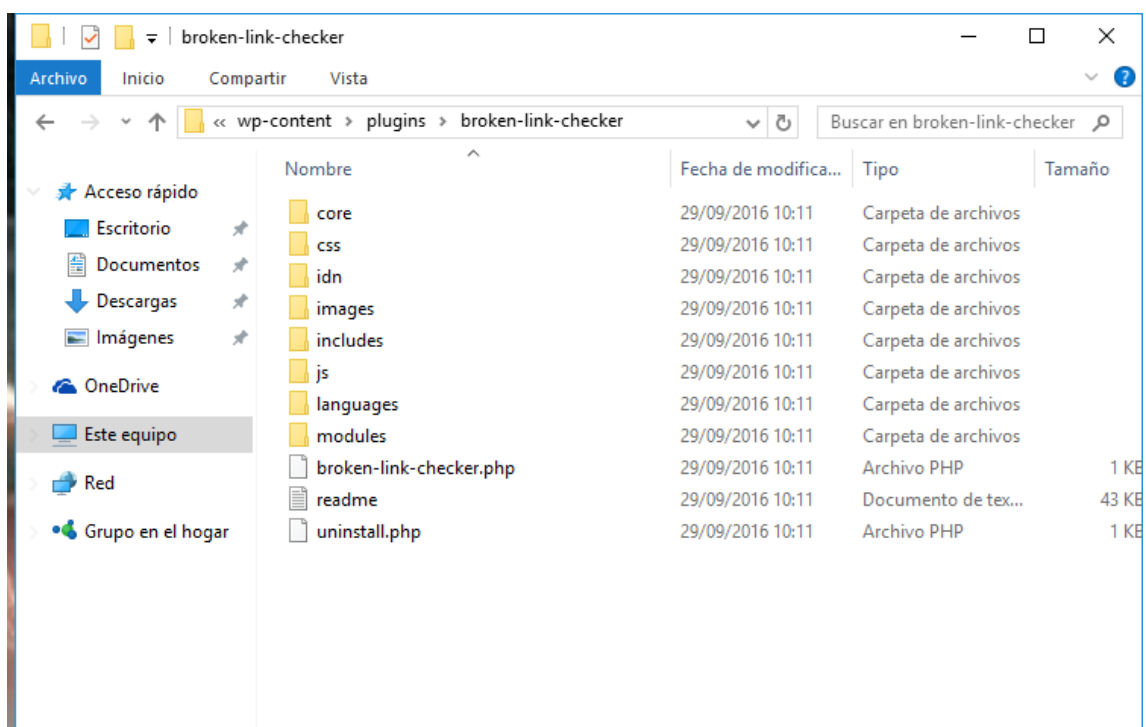 broken-link-checker
Archivo Inicio Compartir Vista
« wp-content > plugins > broken-link-checker Buscar en broken-link-checker
Nombre Fecha de modifica... Tipo Tamaño
Acceso rápido
Escritorio
Documentos
Descargas
Imágenes
OneDrive
Este equipo
Red
Grupo en el hogar
core 29/09/2016 10:11 Carpeta de archivos
css 29/09/2016 10:11 Carpeta de archivos
idn 29/09/2016 10:11 Carpeta de archivos
images 29/09/2016 10:11 Carpeta de archivos
includes 29/09/2016 10:11 Carpeta de archivos
js 29/09/2016 10:11 Carpeta de archivos
languages 29/09/2016 10:11 Carpeta de archivos
modules 29/09/2016 10:11 Carpeta de archivos
broken-link-checker.php 29/09/2016 10:11 Archivo PHP 1 KB
readme 29/09/2016 10:11 Documento de tex... 43 KB
uninstall.php 29/09/2016 10:11 Archivo PHP 1 KB